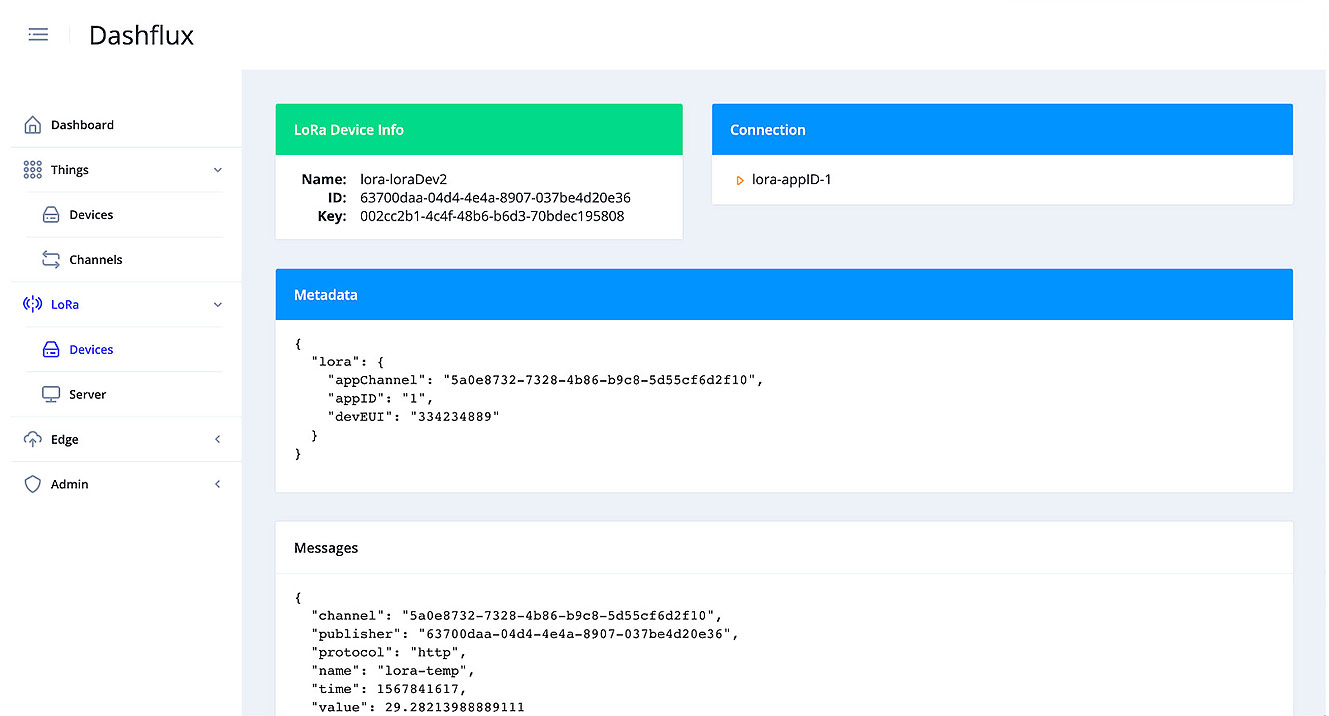 Dashflux
Dashboard
Things
Devices
Channels
LoRa
Devices
Server
Edge
Admin
LoRa Device Info
Name: lora-loraDev2
ID: 63700daa-04d4-4e4a-8907-037be4d20e36
Key: 002cc2b1-4c4f-48b6-b6d3-70bdec195808
Connection
lora-appID-1
Metadata
{
  "lora": {
    "appChannel": "5a0e8732-7328-4b86-b9c8-5d55cf6d2f10",
    "appID": "1",
    "devEUI": "334234889"
  }
}
Messages
{
  "channel": "5a0e8732-7328-4b86-b9c8-5d55cf6d2f10",
  "publisher": "63700daa-04d4-4e4a-8907-037be4d20e36",
  "protocol": "http",
  "name": "lora-temp",
  "time": 1567841617,
  "value": 29.28213988889111